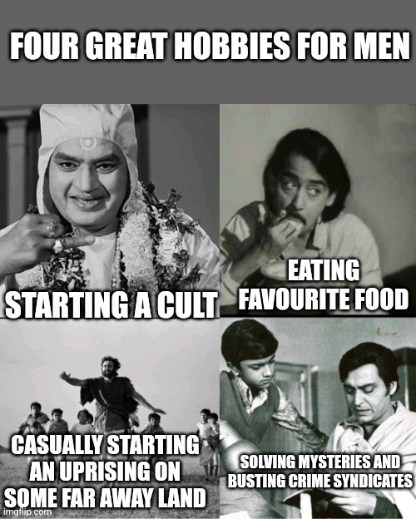 FOUR GREAT HOBBIES FOR MEN
STARTING A CULT
EATING
FAVOURITE FOOD
CASUALLY STARTING
AN UPRISING ON
SOME FAR AWAY LAND
SOLVING MYSTERIES AND
BUSTING CRIME SYNDICATES
imgflip.com